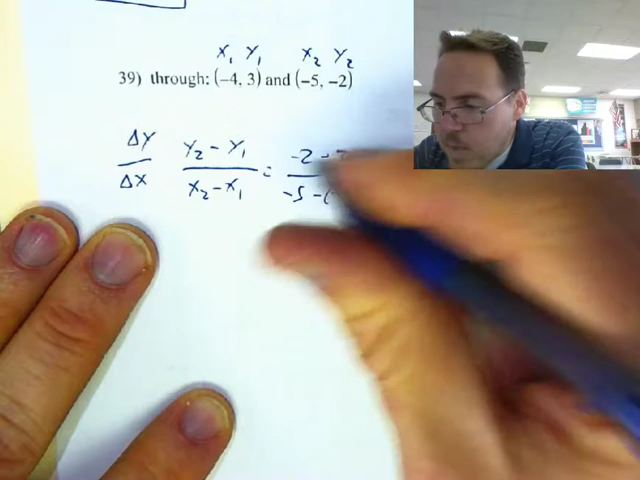 X₁ Y₁ X₂ Y₂
39) through: (−4, 3) and (−5, −2)
ΔY Y₂ − Y₁ -2 -
ΔX X₂ − X₁ = -5 -(